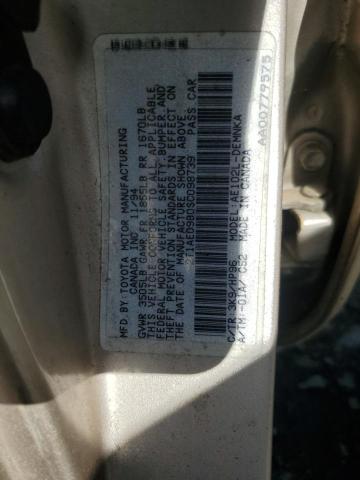 MFD BY: TOYOTA MOTOR MANUFACTURING
CANADA INC. 11/94
GVWR 3505LB GAWR FR 1835LB RR 1670LB
THIS VEHICLE CONFORMS TO ALL APPLICABLE
FEDERAL MOTOR VEHICLE SAFETY, BUMPER, AND
THEFT PREVENTION STANDARDS IN EFFECT ON
THE DATE OF MANUFACTURE SHOWN ABOVE.
2T1AE09B0SC098739 PASS CAR
C/TR: 3K9/HP96 MODEL: AE102L-DEMNKA
A/TM: -01A/ C52 MADE IN CANADA
AA00779575